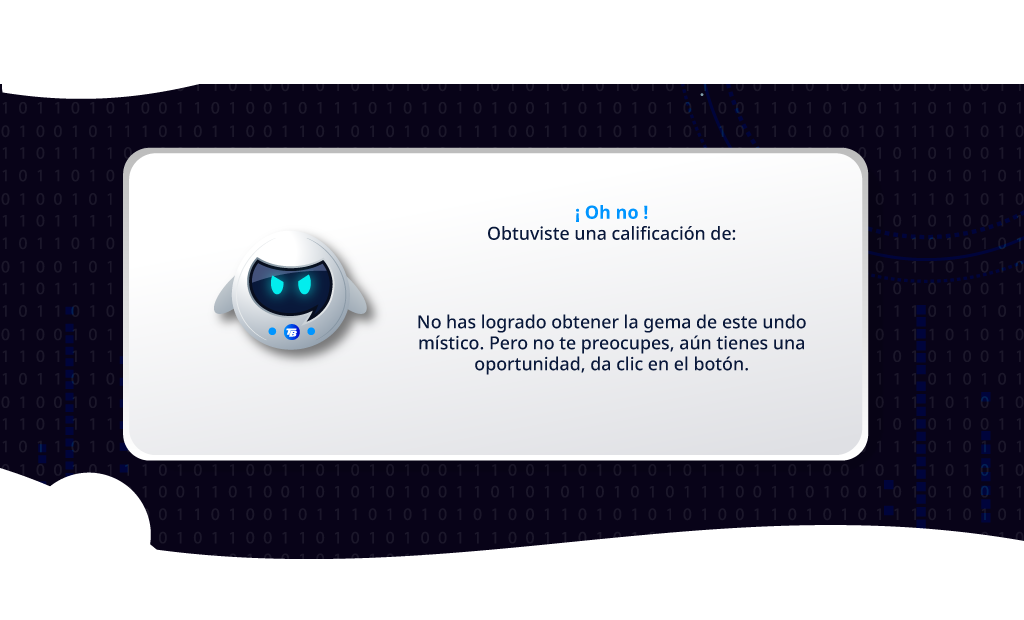 ¡ Oh no !
Obtuviste una calificación de:
No has logrado obtener la gema de este undo
místico. Pero no te preocupes, aún tienes una
oportunidad, da clic en el botón.